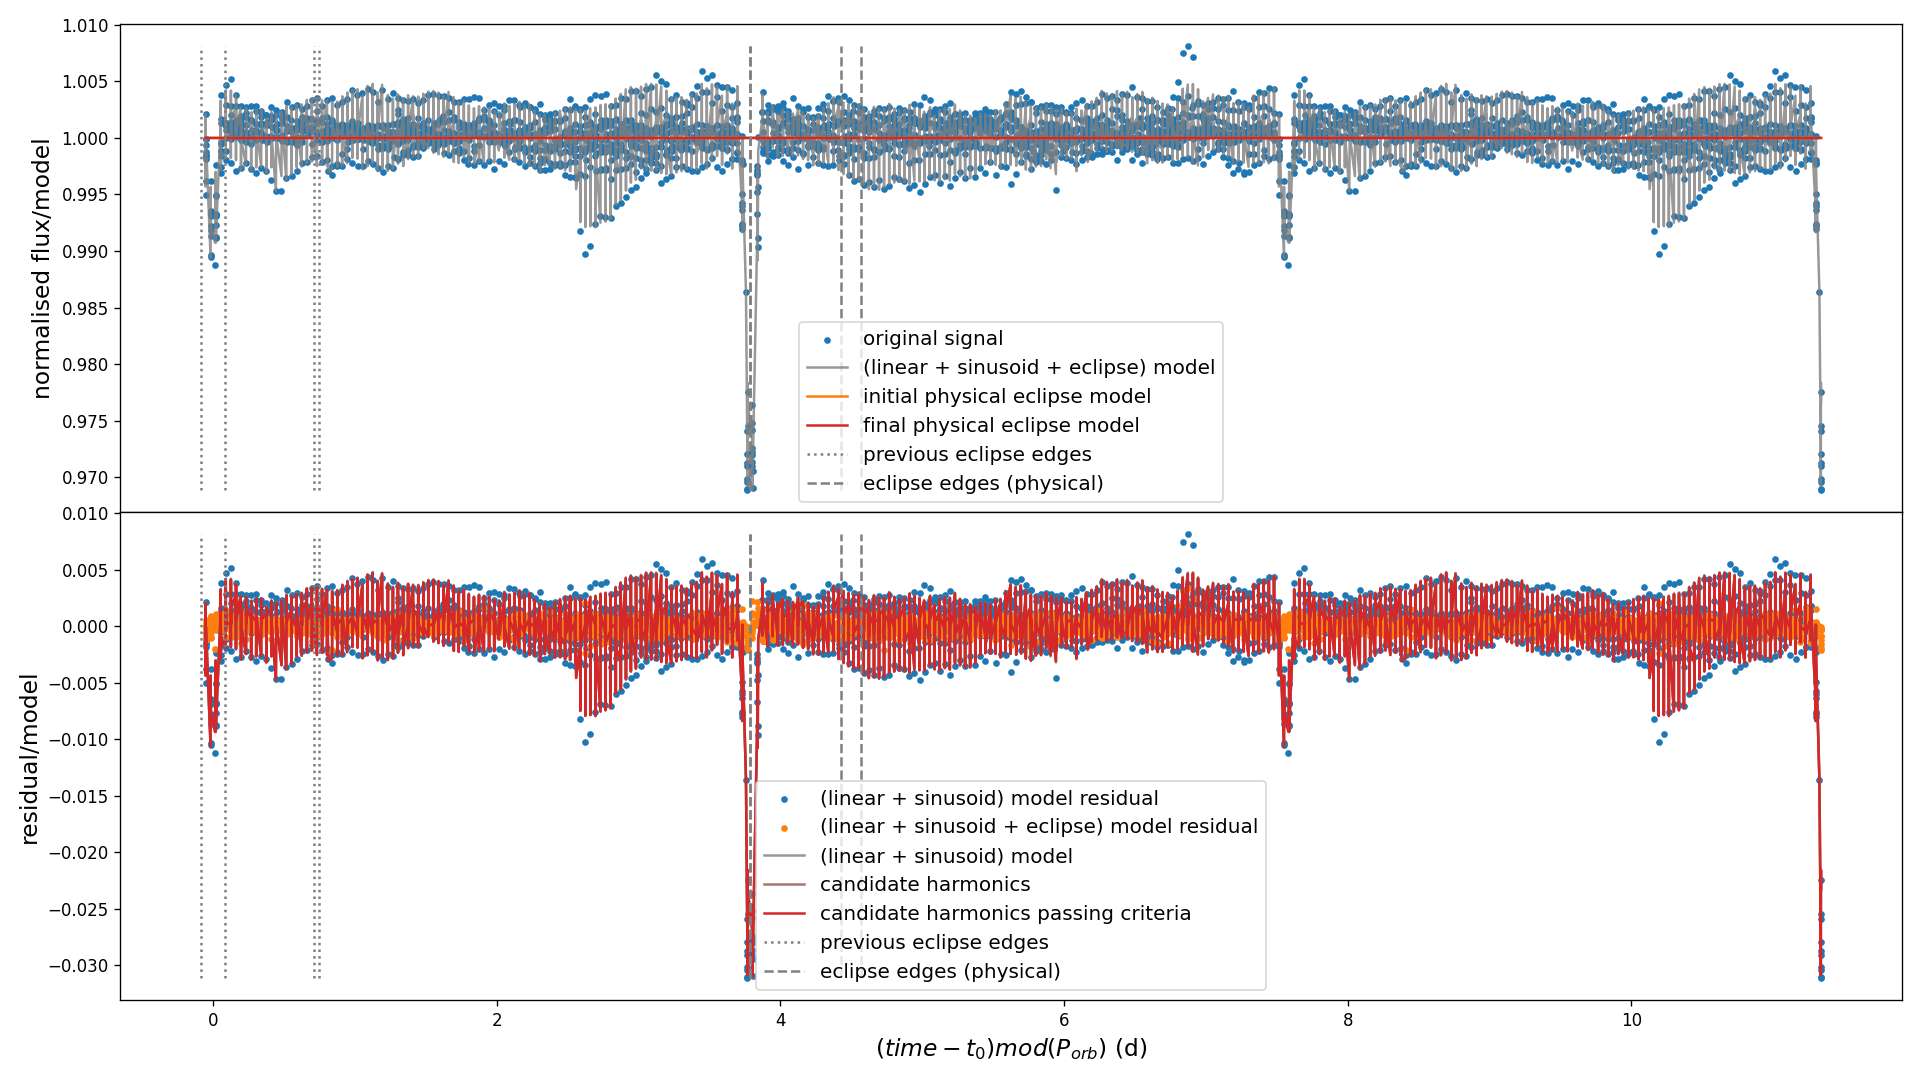 normalised flux/model
1.010
1.005
1.000
0.995
0.990
0.985
0.980
0.975
0.970
original signal
(linear + sinusoid + eclipse) model
initial physical eclipse model
final physical eclipse model
previous eclipse edges
eclipse edges (physical)
residual/model
0.010
0.005
0.000
−0.005
−0.010
−0.015
−0.020
−0.025
−0.030
(linear + sinusoid) model residual
(linear + sinusoid + eclipse) model residual
(linear + sinusoid) model
candidate harmonics
candidate harmonics passing criteria
previous eclipse edges
eclipse edges (physical)
0 2 4 6 8 10
(time − t₀)mod(Pₒᵣb) (d)